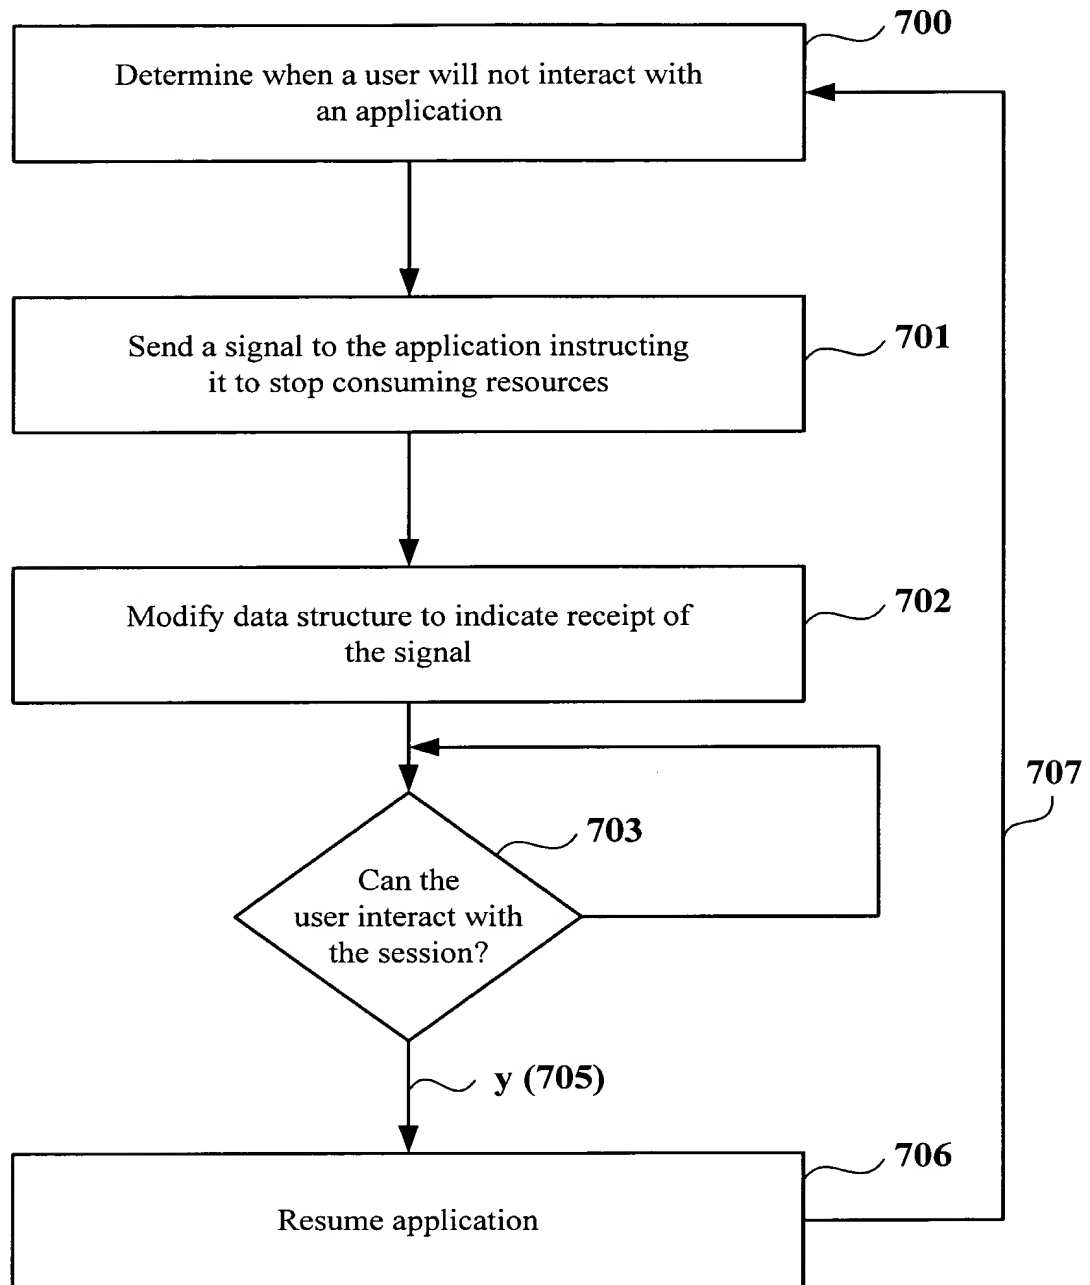 700
Determine when a user will not interact with
an application
701
Send a signal to the application instructing
it to stop consuming resources
702
Modify data structure to indicate receipt of
the signal
707
703
Can the
user interact with
the session?
y (705)
706
Resume application